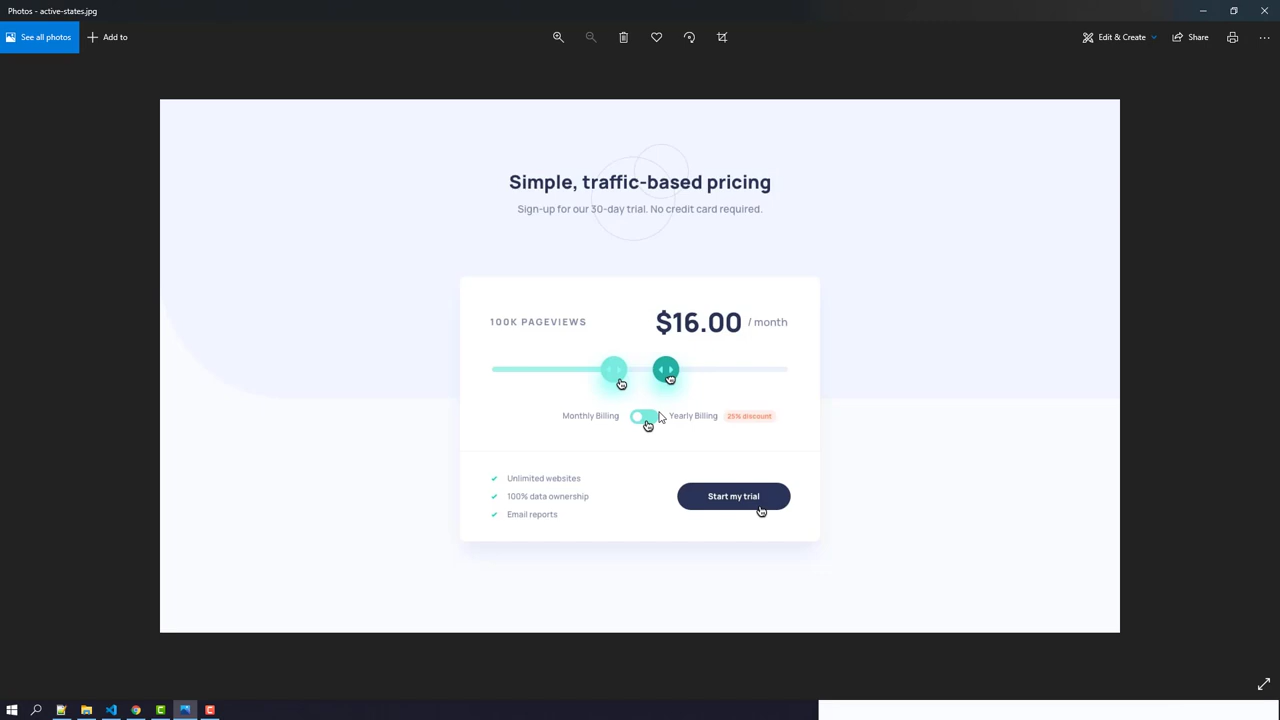 Photos - active-states.jpg
See all photos
Add to
Edit & Create
Share
Simple, traffic-based pricing
Sign-up for our 30-day trial. No credit card required.
100K PAGEVIEWS
$16.00 / month
Monthly Billing
Yearly Billing
25% discount
Unlimited websites
100% data ownership
Email reports
Start my trial